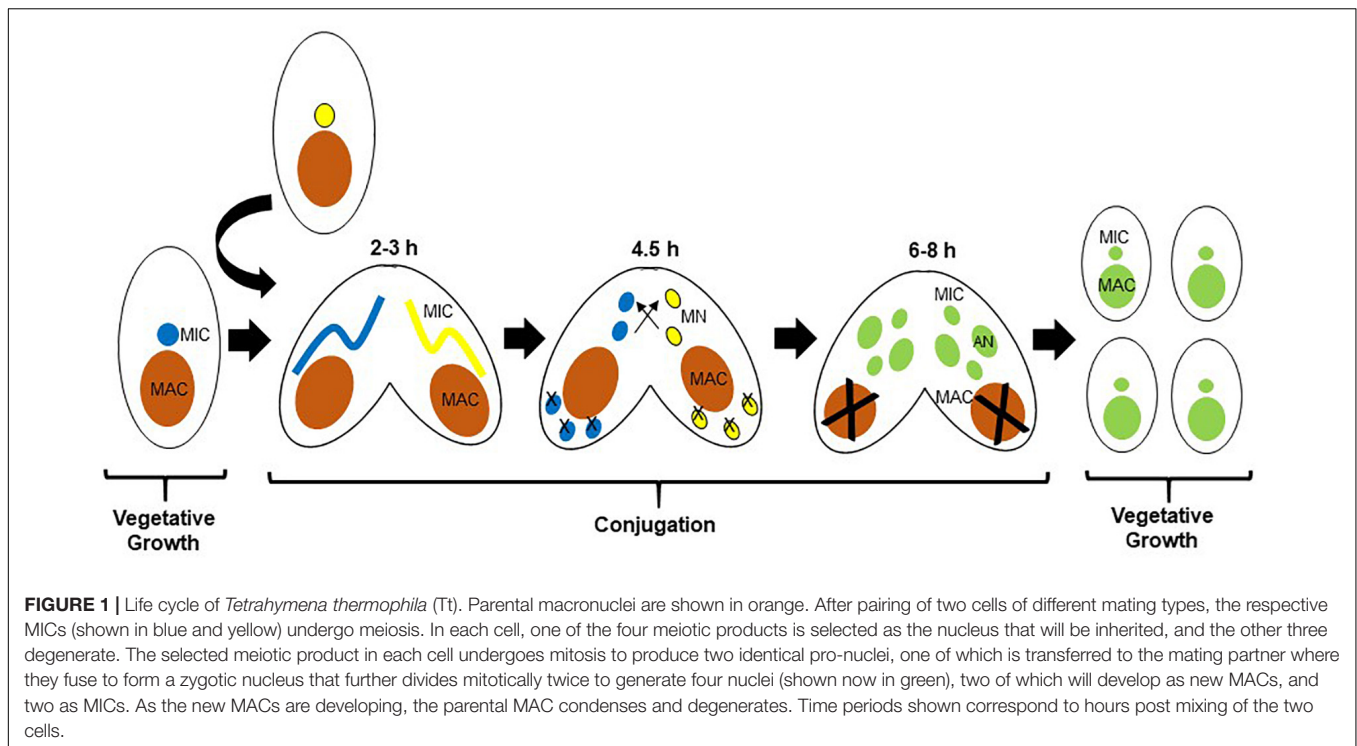 2-3 h
4.5 h
6-8 h
MIC
MAC
MIC
MAC
MN
MAC
MIC
AN
MAC
MIC
MAC
Vegetative
Growth
Conjugation
Vegetative
Growth
FIGURE 1 | Life cycle of Tetrahymena thermophila (Tt). Parental macronuclei are shown in orange. After pairing of two cells of different mating types, the respective
MICs (shown in blue and yellow) undergo meiosis. In each cell, one of the four meiotic products is selected as the nucleus that will be inherited, and the other three
degenerate. The selected meiotic product in each cell undergoes mitosis to produce two identical pro-nuclei, one of which is transferred to the mating partner where
they fuse to form a zygotic nucleus that further divides mitotically twice to generate four nuclei (shown now in green), two of which will develop as new MACs, and
two as MICs. As the new MACs are developing, the parental MAC condenses and degenerates. Time periods shown correspond to hours post mixing of the two
cells.